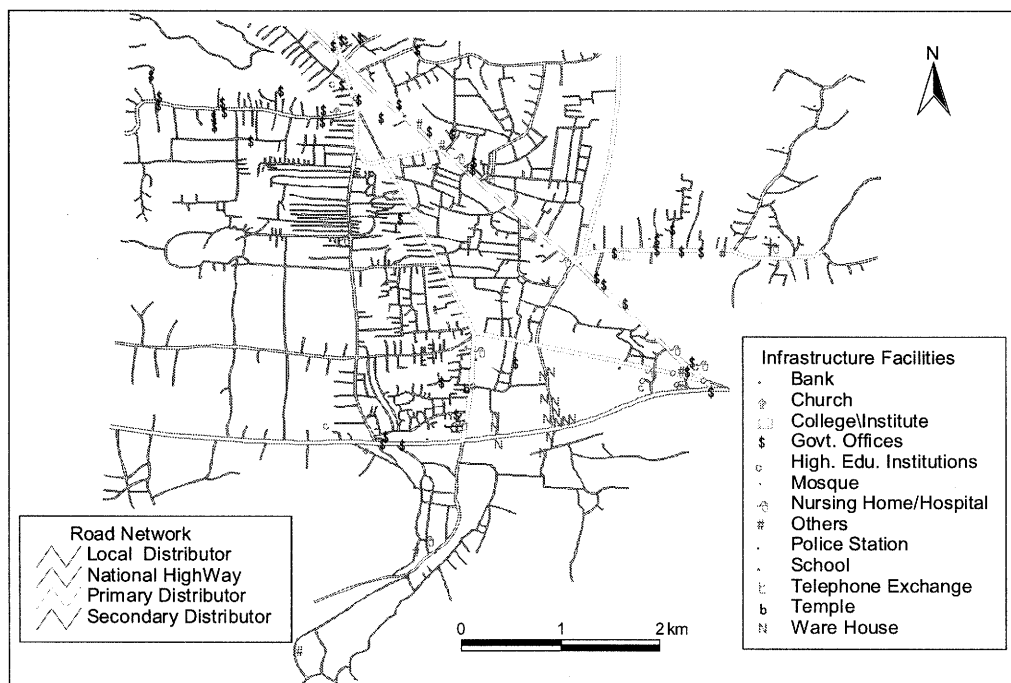 N
Infrastructure Facilities
Bank
Church
College\Institute
$ Govt. Offices
High. Edu. Institutions
Mosque
Nursing Home/Hospital
# Others
Police Station
School
Telephone Exchange
b Temple
N Ware House
Road Network
Local Distributor
National HighWay
Primary Distributor
Secondary Distributor
0 1 2 km